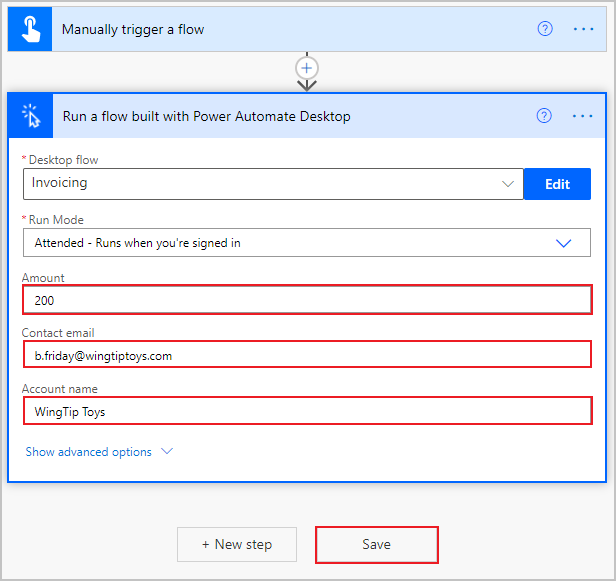 Manually trigger a flow
Run a flow built with Power Automate Desktop
* Desktop flow
Invoicing
Edit
* Run Mode
Attended - Runs when you're signed in
Amount
200
Contact email
b.friday@wingtiptoys.com
Account name
WingTip Toys
Show advanced options
+ New step
Save